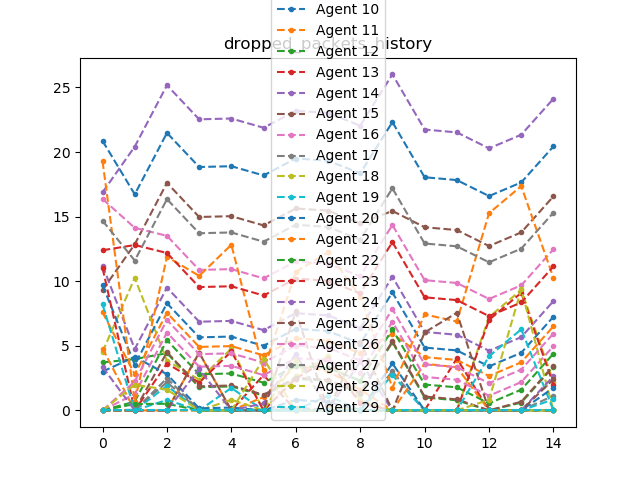 Agent 10
Agent 11
dropped_packets_history
Agent 12
Agent 13
Agent 14
Agent 15
Agent 16
Agent 17
Agent 18
Agent 19
Agent 20
Agent 21
Agent 22
Agent 23
Agent 24
Agent 25
Agent 26
Agent 27
Agent 28
Agent 29
25
20
15
10
5
0
0 2 4 6 8 10 12 14